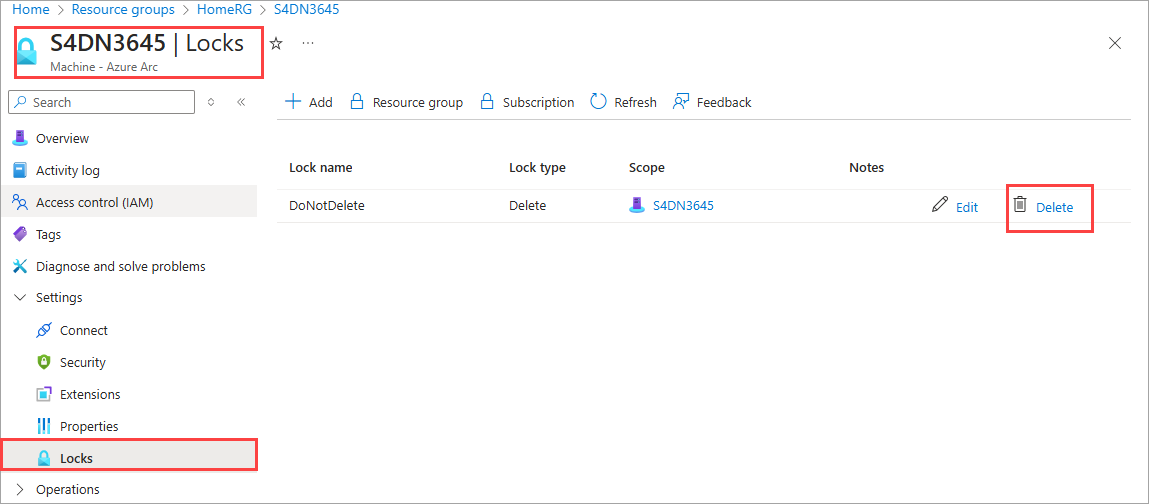 Home > Resource groups > HomeRG > S4DN3645
S4DN3645 | Locks ☆ ···
Machine - Azure Arc
Search
Add Resource group Subscription Refresh Feedback
Overview
Activity log
Access control (IAM)
Tags
Diagnose and solve problems
Settings
Connect
Security
Extensions
Properties
Locks
Operations
Lock name Lock type Scope Notes
DoNotDelete Delete S4DN3645 Edit Delete